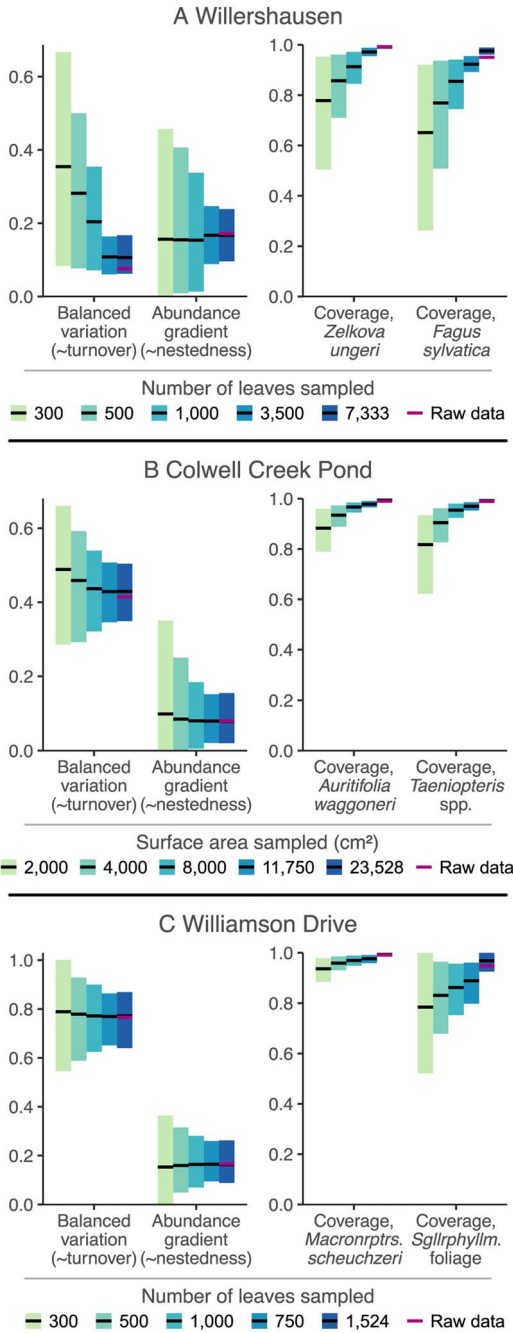 A Willershausen
0.6
0.4
0.2
0.0
1.0
0.8
0.6
0.4
0.2
0.0
Balanced variation (~turnover)
Abundance gradient (~nestedness)
Coverage, Zelkova ungeri
Coverage, Fagus sylvatica
Number of leaves sampled
300 500 1,000 3,500 7,333 Raw data
B Colwell Creek Pond
0.6
0.4
0.2
0.0
1.0
0.8
0.6
0.4
0.2
0.0
Balanced variation (~turnover)
Abundance gradient (~nestedness)
Coverage, Auritifolia waggoneri
Coverage, Taeniopteris spp.
Surface area sampled (cm²)
2,000 4,000 8,000 11,750 23,528 Raw data
C Williamson Drive
1.0
0.8
0.6
0.4
0.2
0.0
1.0
0.8
0.6
0.4
0.2
0.0
Balanced variation (~turnover)
Abundance gradient (~nestedness)
Coverage, Macronrptrs. scheuchzeri
Coverage, Sgllrphyllm. foliage
Number of leaves sampled
300 500 1,000 750 1,524 Raw data